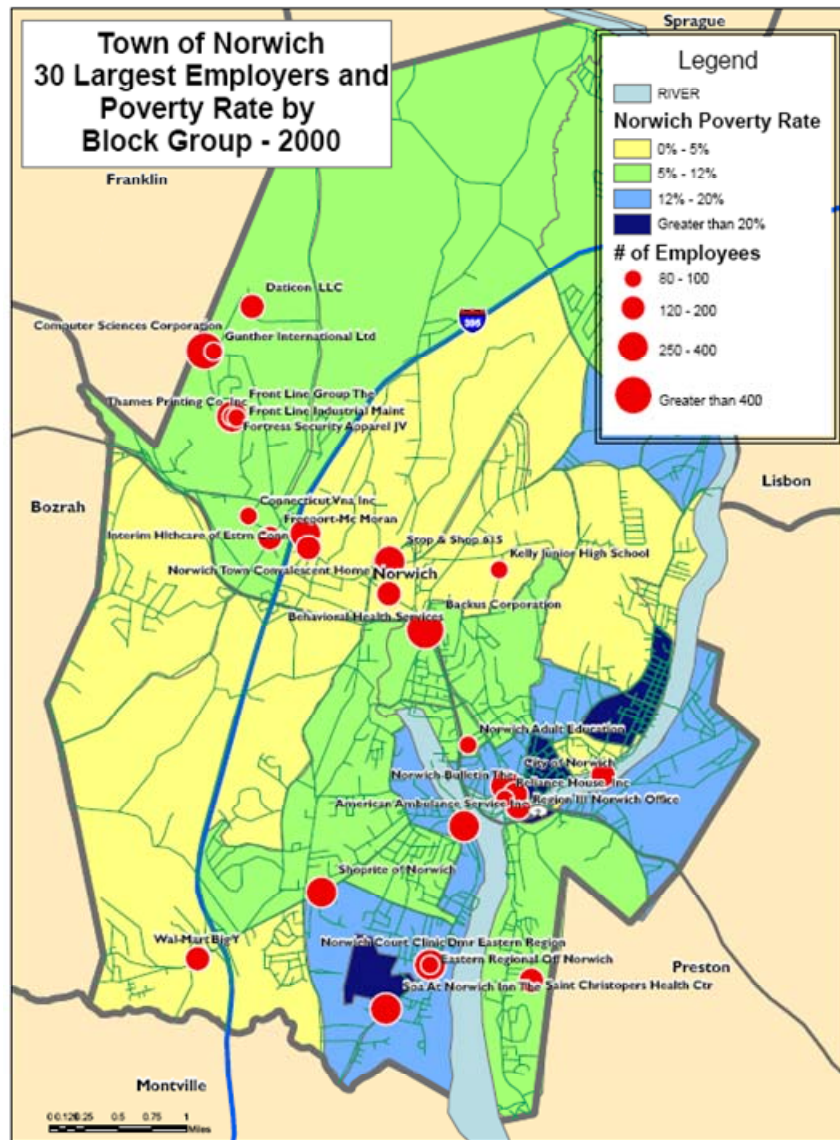 Town of Norwich
30 Largest Employers and
Poverty Rate by
Block Group - 2000
Sprague
Legend
RIVER
Norwich Poverty Rate
0% - 5%
5% - 12%
12% - 20%
Greater than 20%
# of Employees
80 - 100
120 - 200
250 - 400
Greater than 400
Franklin
395
Daticon LLC
Computer Sciences Corporation
Gunther International Ltd
Front Line Group The
Thames Printing Co Inc
Front Line Industrial Maint
Fortress Security Apparel JV
Lisbon
Bozrah
Connecticut Vna Inc
Freeport-Mc Moran
Interim Hlthcare of Estrn Conn
Stop & Shop 615
Kelly Junior High School
Norwich Town Convalescent Home
Norwich
Backus Corporation
Behavioral Health Services
Norwich Adult Education
City of Norwich
Norwich Bulletin The
Reliance House Inc
American Ambulance Service Inc
Region III Norwich Office
2
Shoprite of Norwich
Wal-Mart Big Y
Norwich Court Clinic Dmr Eastern Region
Eastern Regional Off Norwich
Preston
Spa At Norwich Inn The
Saint Christopers Health Ctr
Montville
0 0.125 0.25 0.5 0.75 1
Miles